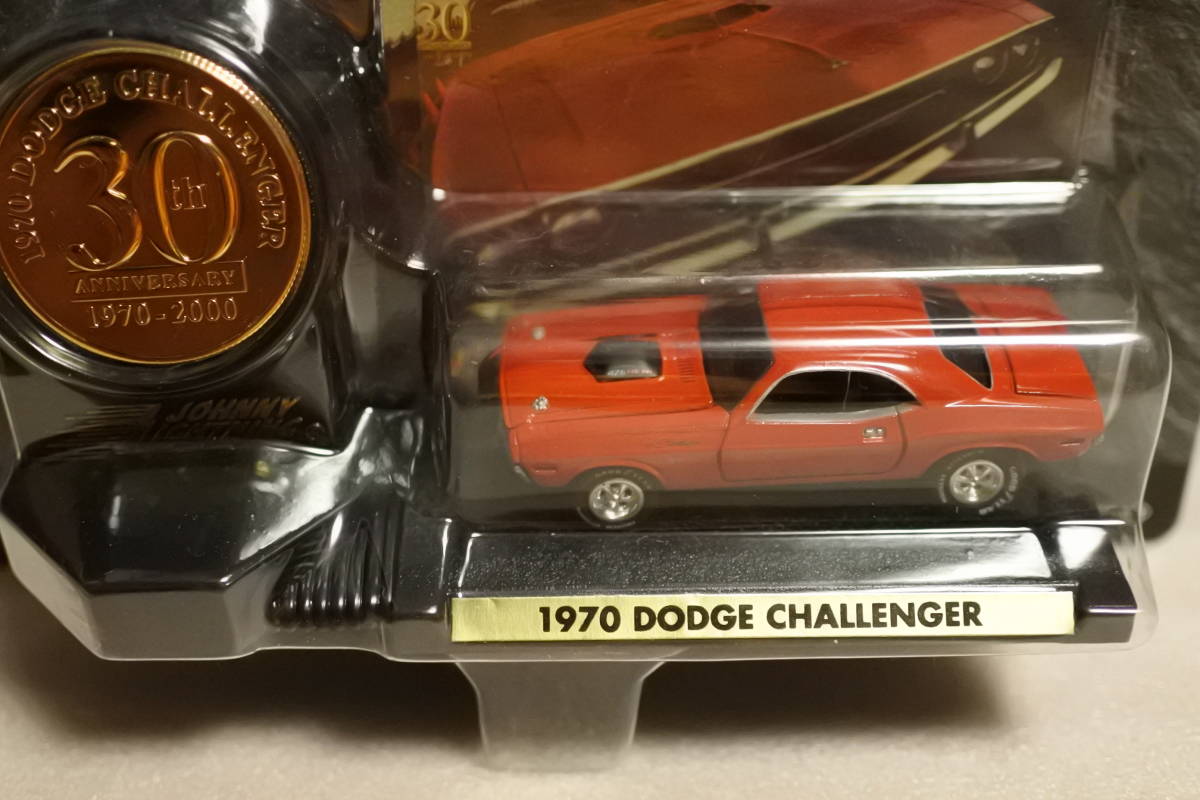 30
1970 DODGE CHALLENGER
30th
ANNIVERSARY
1970-2000
JOHNNY
1970 DODGE CHALLENGER